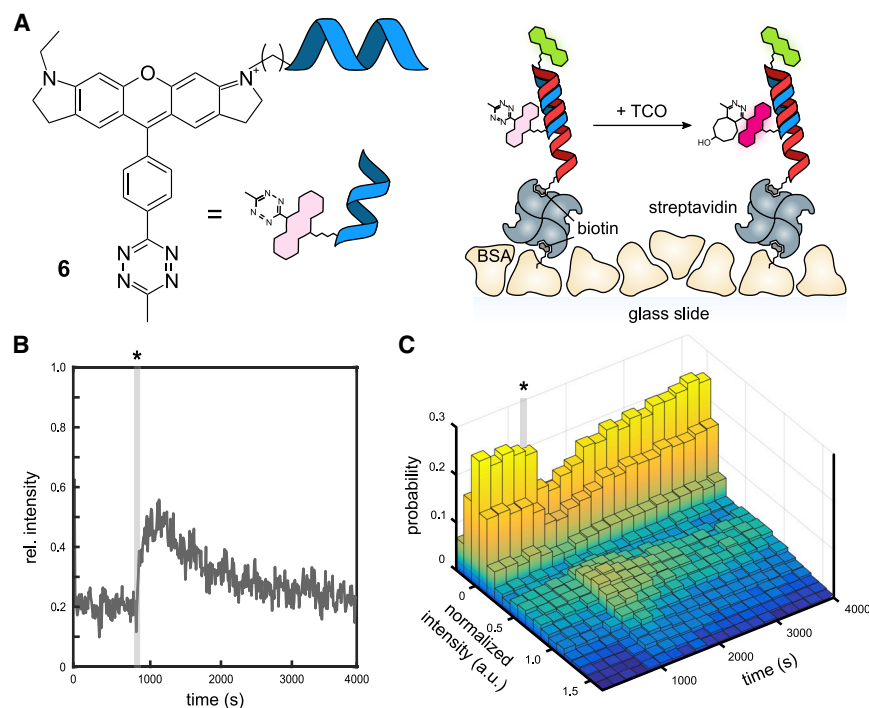 A
N
O
N+
( )
=
N N
N N
6
N N
N N
+ TCO
N N
N N
N N
HO
streptavidin
biotin
BSA
glass slide
B
*
1.0
0.8
0.6
0.4
0.2
0
rel. intensity
0 1000 2000 3000 4000
time (s)
C
*
0.3
0.2
0.1
0
probability
0
0.5
1.0
1.5
normalized
intensity (a.u.)
1000
2000
3000
4000
time (s)